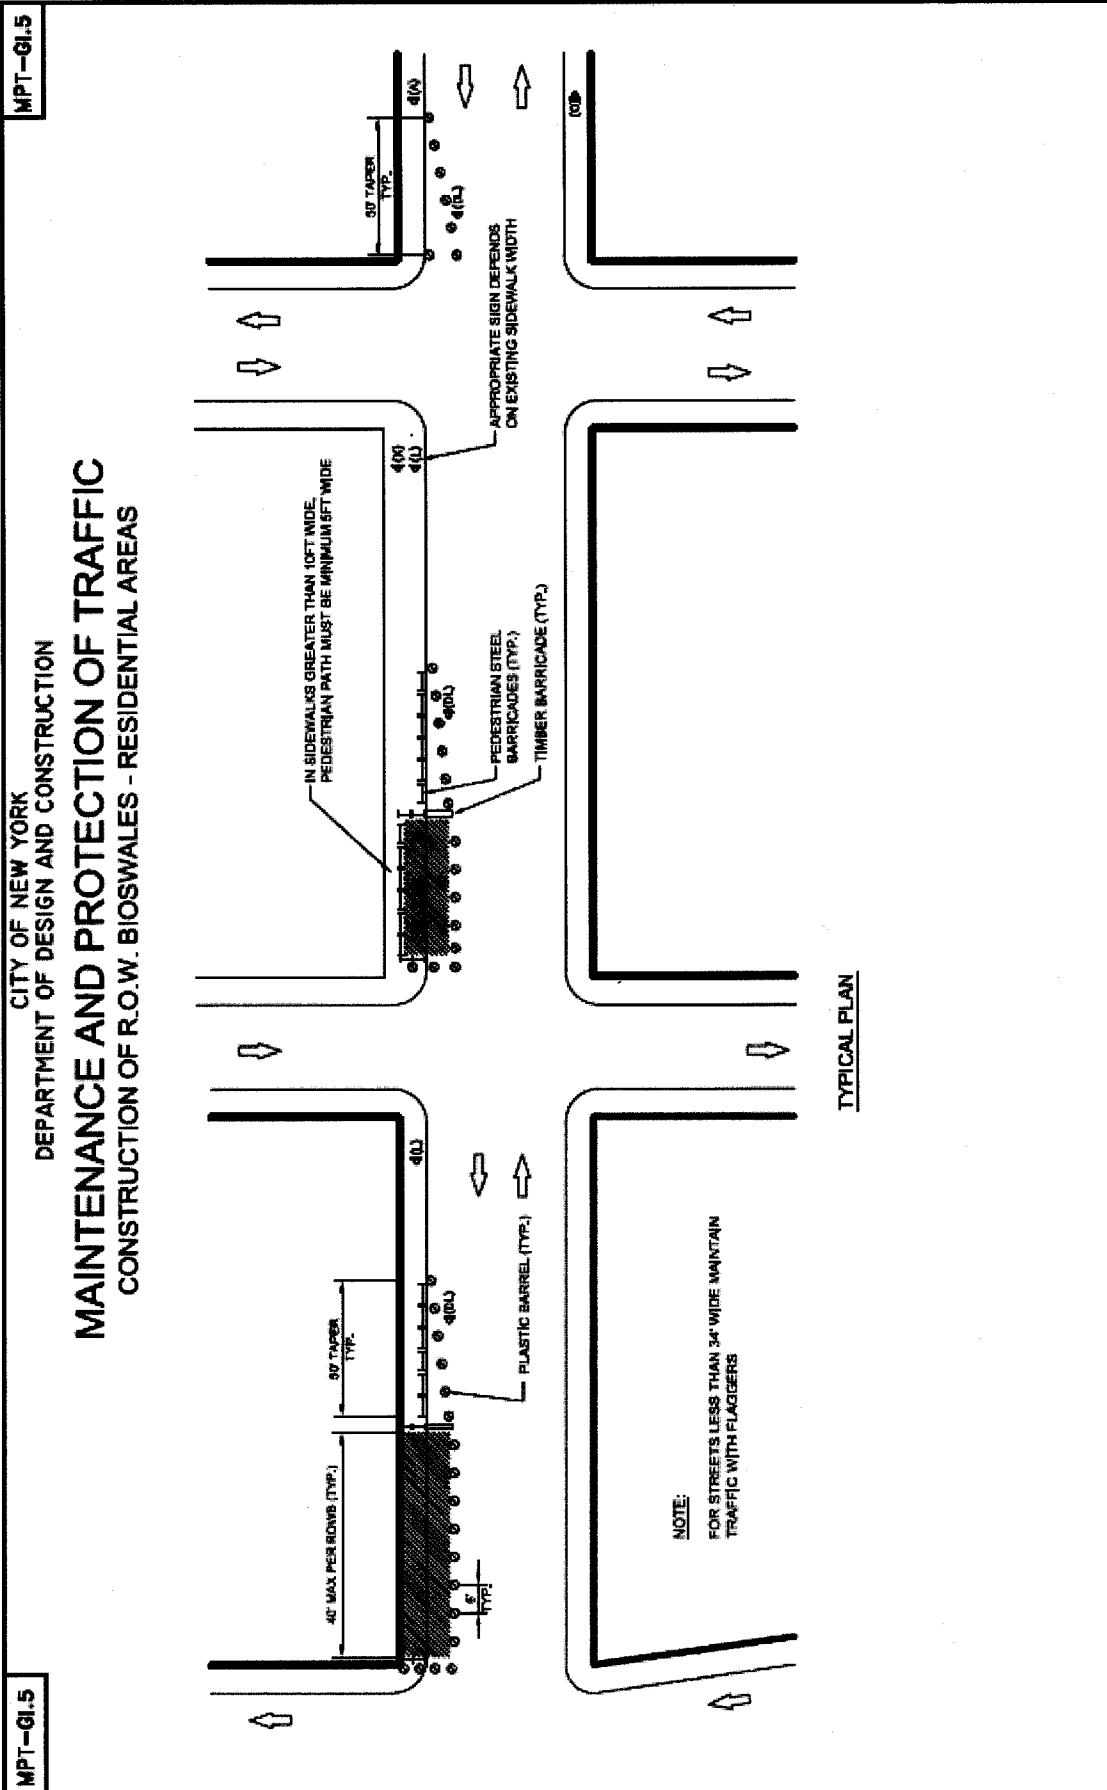 MPT-GI.5
MPT-GI.5
CITY OF NEW YORK
DEPARTMENT OF DESIGN AND CONSTRUCTION
MAINTENANCE AND PROTECTION OF TRAFFIC
CONSTRUCTION OF R.O.W. BIOSWALES - RESIDENTIAL AREAS
40' MAX PER ROWB (TYP.)
50' TAPER
TYP.
IN SIDEWALKS GREATER THAN 10FT WIDE,
PEDESTRIAN PATH MUST BE MINIMUM 5FT WIDE
50' TAPER
TYP.
(L)
(L)
(A)
(DL)
(DL)
(DL)
6'
TYP.
PLASTIC BARREL (TYP.)
PEDESTRIAN STEEL
BARRICADES (TYP.)
TIMBER BARRICADE (TYP.)
APPROPRIATE SIGN DEPENDS
ON EXISTING SIDEWALK WIDTH
NOTE:
FOR STREETS LESS THAN 34' WIDE MAINTAIN
TRAFFIC WITH FLAGGERS
TYPICAL PLAN